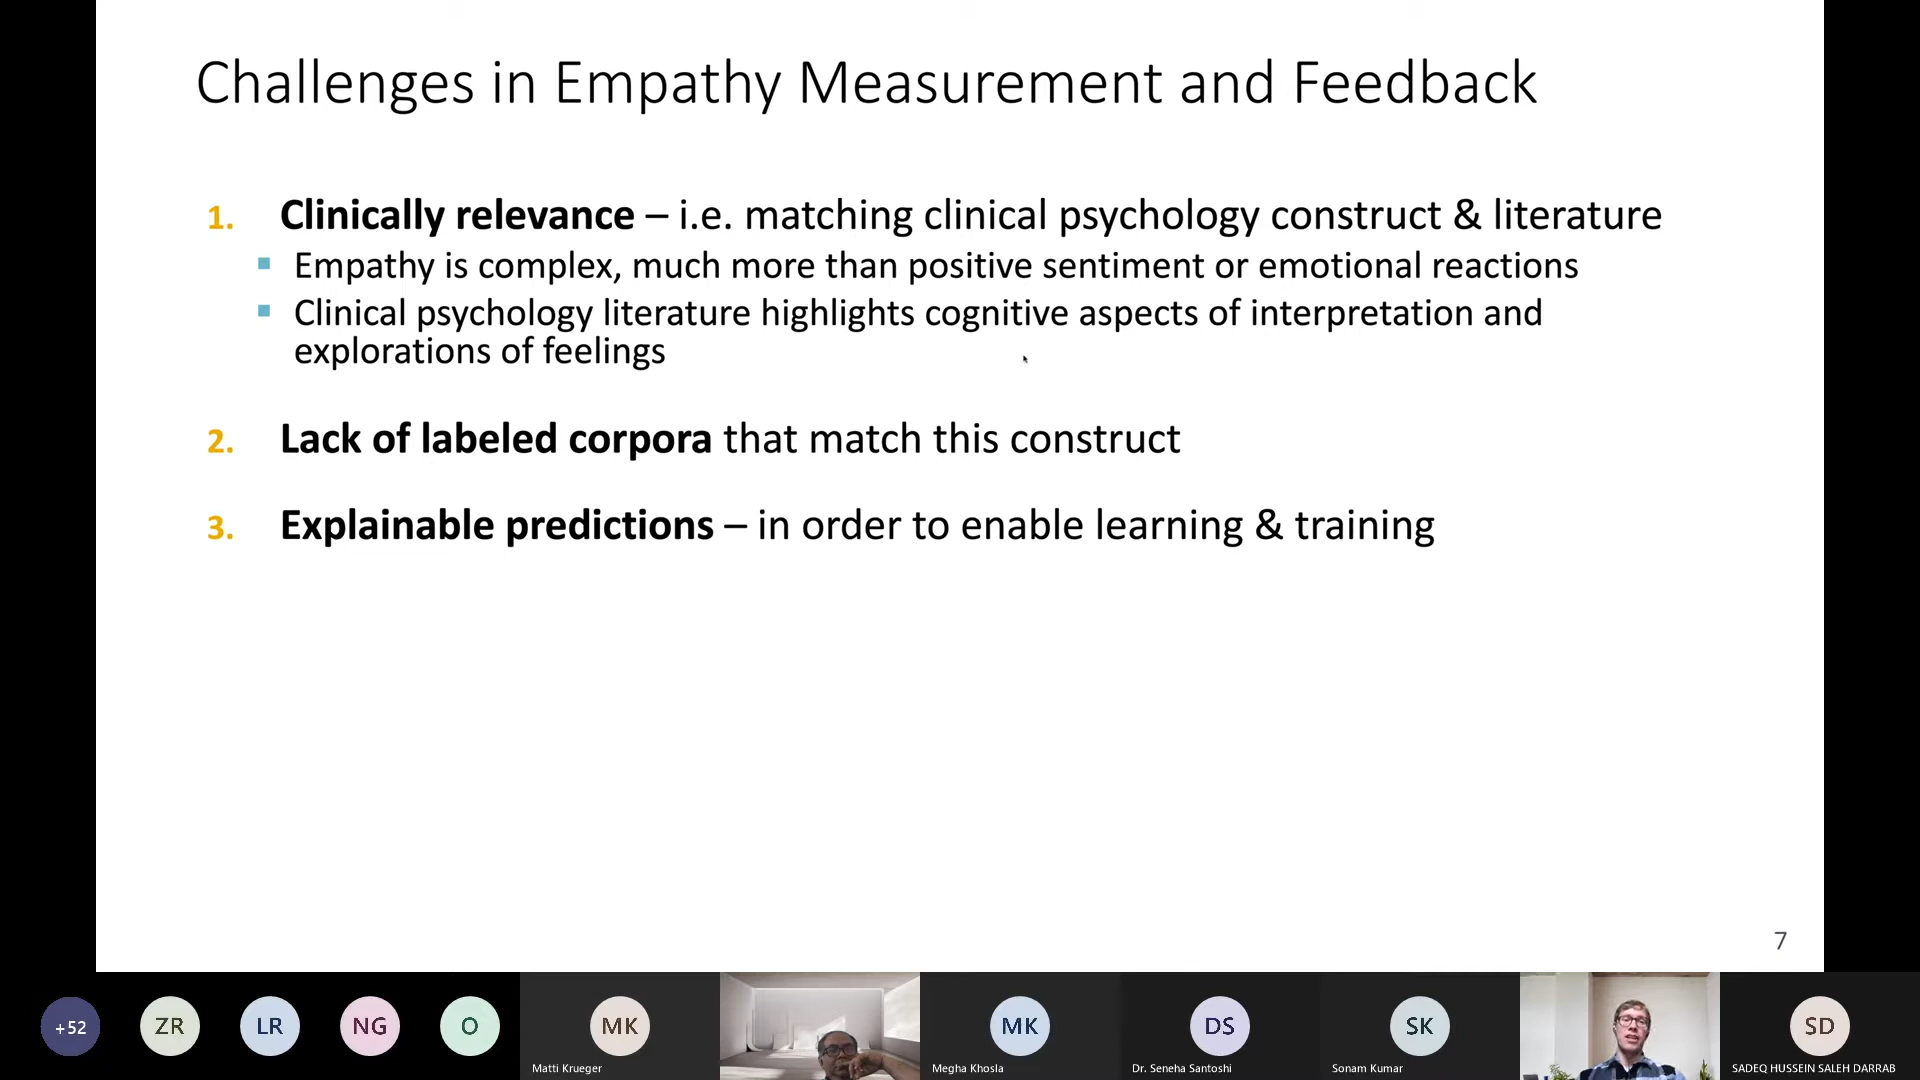 Challenges in Empathy Measurement and Feedback
1. Clinically relevance – i.e. matching clinical psychology construct & literature
Empathy is complex, much more than positive sentiment or emotional reactions
Clinical psychology literature highlights cognitive aspects of interpretation and
explorations of feelings
2. Lack of labeled corpora that match this construct
3. Explainable predictions – in order to enable learning & training
7
+52
ZR
LR
NG
O
MK
Matti Krueger
MK
Megha Khosla
DS
Dr. Seneha Santoshi
SK
Sonam Kumar
SD
SADEQ HUSSEIN SALEH DARRAB